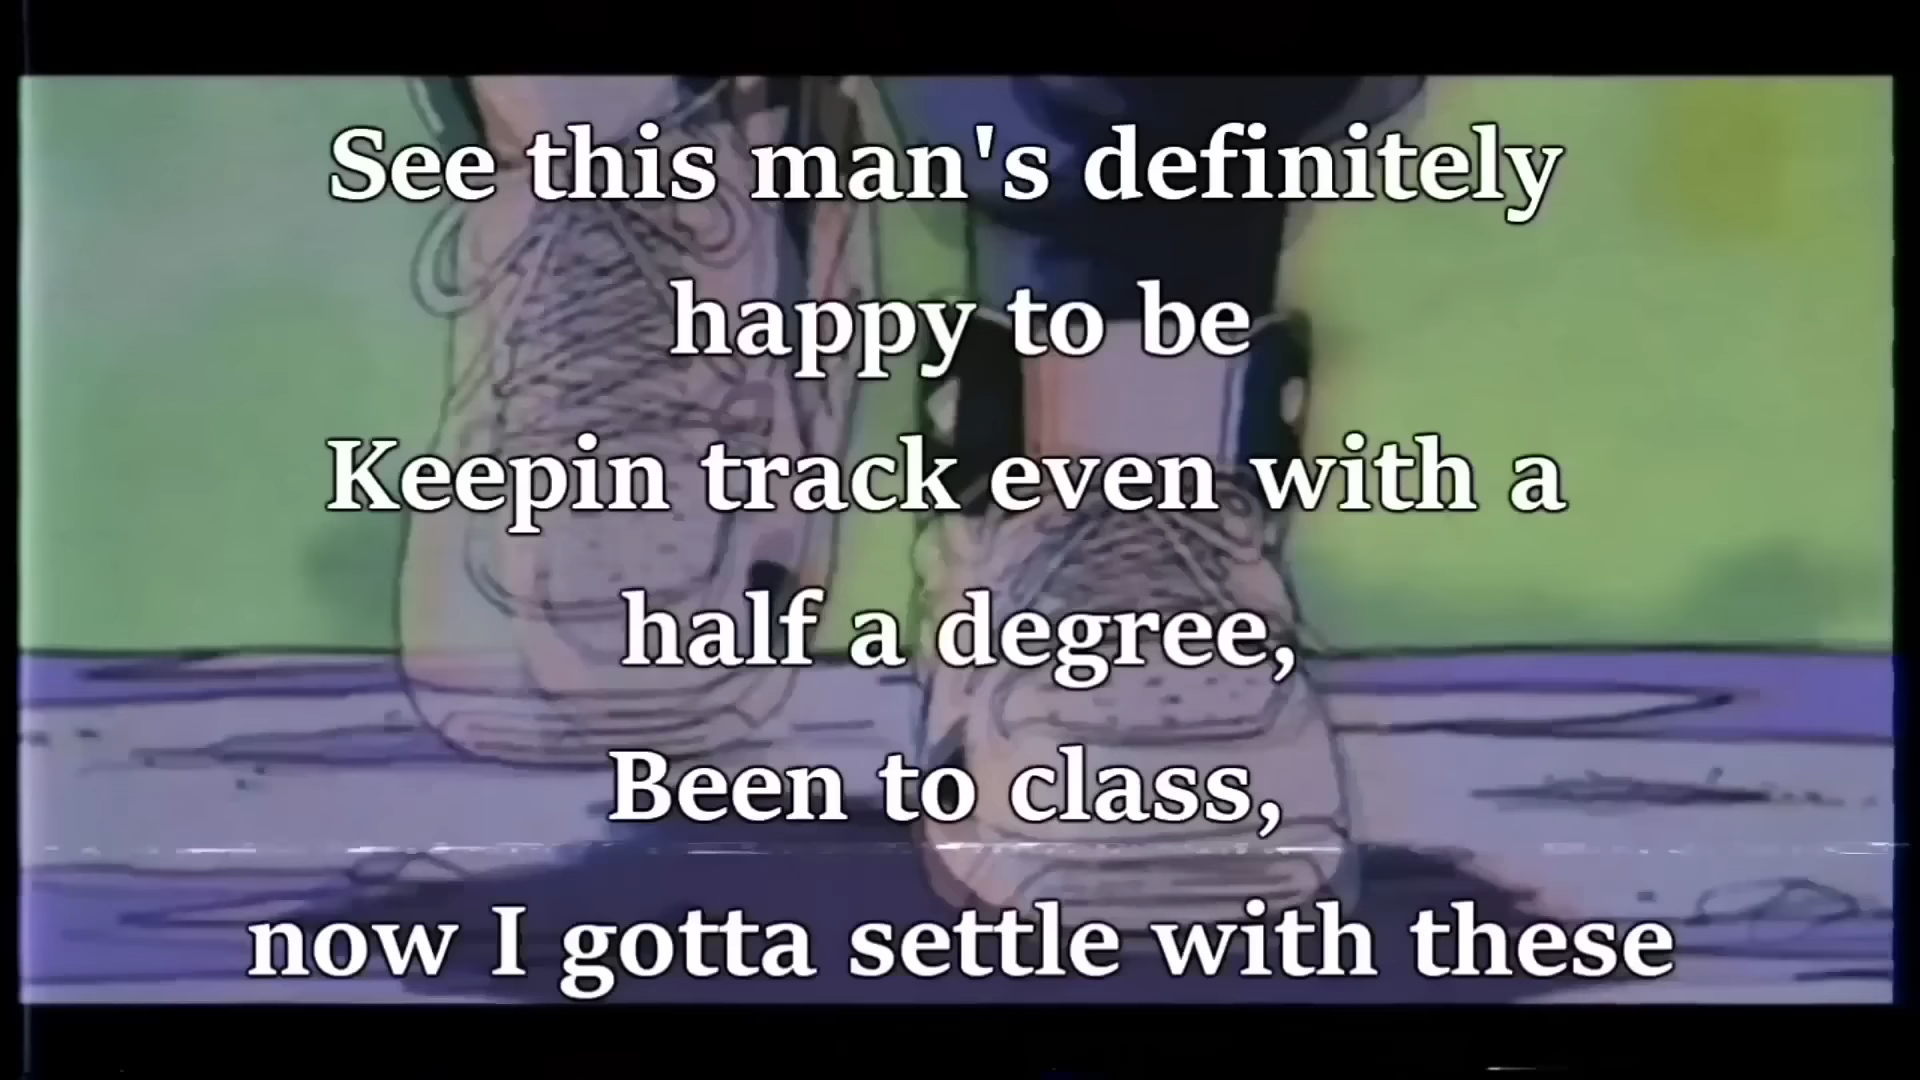 See this man's definitely
happy to be
Keepin track even with a
half a degree,
Been to class,
now I gotta settle with these